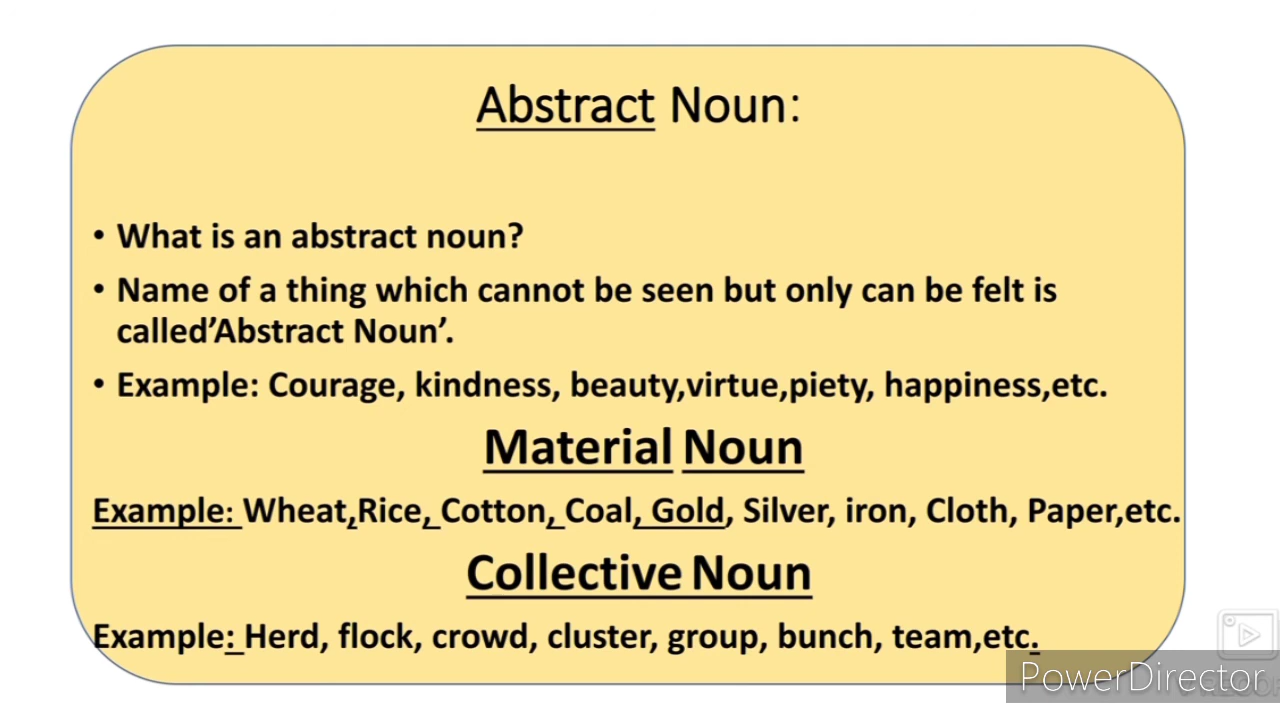 Abstract Noun:
• What is an abstract noun?
• Name of a thing which cannot be seen but only can be felt is
called’Abstract Noun’.
• Example: Courage, kindness, beauty,virtue,piety, happiness,etc.
Material Noun
Example: Wheat,Rice, Cotton, Coal, Gold, Silver, iron, Cloth, Paper,etc.
Collective Noun
Example: Herd, flock, crowd, cluster, group, bunch, team,etc.
PowerDirector